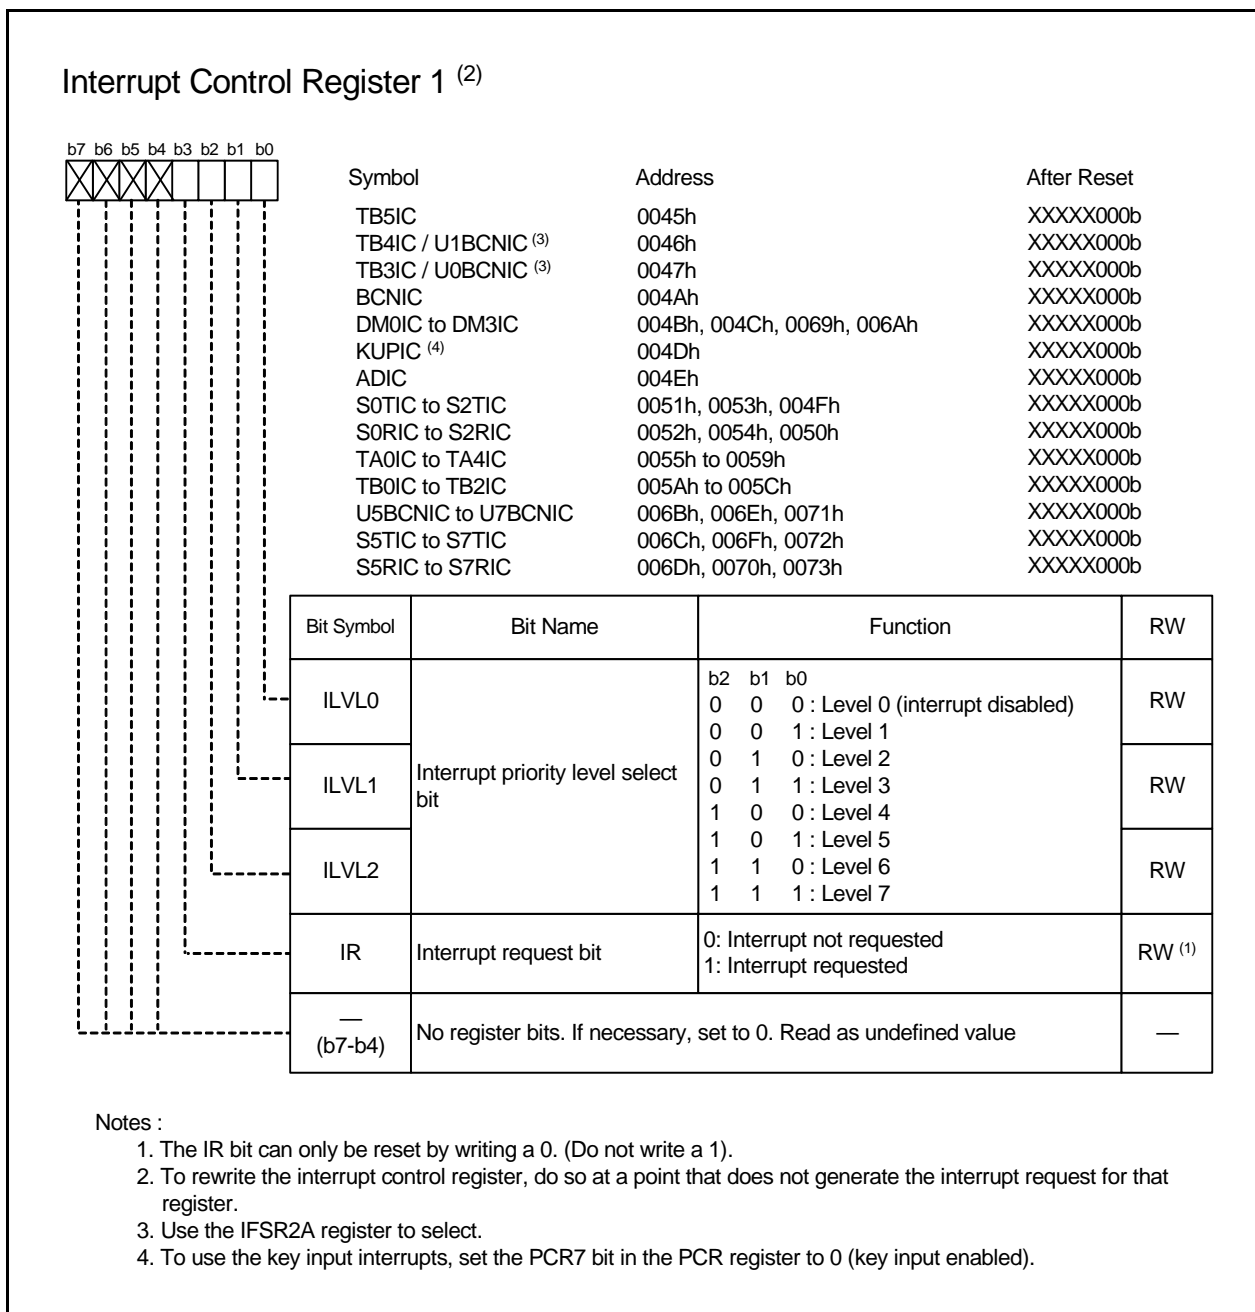 Interrupt Control Register 1 (2)
b7 b6 b5 b4 b3 b2 b1 b0
Symbol Address After Reset
TB5IC 0045h XXXXX000b
TB4IC / U1BCNIC (3) 0046h XXXXX000b
TB3IC / U0BCNIC (3) 0047h XXXXX000b
BCNIC 004Ah XXXXX000b
DM0IC to DM3IC 004Bh, 004Ch, 0069h, 006Ah XXXXX000b
KUPIC (4) 004Dh XXXXX000b
ADIC 004Eh XXXXX000b
S0TIC to S2TIC 0051h, 0053h, 004Fh XXXXX000b
S0RIC to S2RIC 0052h, 0054h, 0050h XXXXX000b
TA0IC to TA4IC 0055h to 0059h XXXXX000b
TB0IC to TB2IC 005Ah to 005Ch XXXXX000b
U5BCNIC to U7BCNIC 006Bh, 006Eh, 0071h XXXXX000b
S5TIC to S7TIC 006Ch, 006Fh, 0072h XXXXX000b
S5RIC to S7RIC 006Dh, 0070h, 0073h XXXXX000b
Bit Symbol Bit Name Function RW
ILVL0 RW
ILVL1 RW
ILVL2 RW
Interrupt priority level select
bit
b2 b1 b0
0 0 0 : Level 0 (interrupt disabled)
0 0 1 : Level 1
0 1 0 : Level 2
0 1 1 : Level 3
1 0 0 : Level 4
1 0 1 : Level 5
1 1 0 : Level 6
1 1 1 : Level 7
IR Interrupt request bit RW (1)
0: Interrupt not requested
1: Interrupt requested
—
(b7-b4)
No register bits. If necessary, set to 0. Read as undefined value —
Notes :
1. The IR bit can only be reset by writing a 0. (Do not write a 1).
2. To rewrite the interrupt control register, do so at a point that does not generate the interrupt request for that
register.
3. Use the IFSR2A register to select.
4. To use the key input interrupts, set the PCR7 bit in the PCR register to 0 (key input enabled).